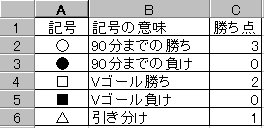 A B C
1 記号 記号の意味 勝ち点
2 ○ 90分までの勝ち 3
3 ● 90分までの負け 0
4 □ Vゴール勝ち 2
5 ■ Vゴール負け 0
6 △ 引き分け 1